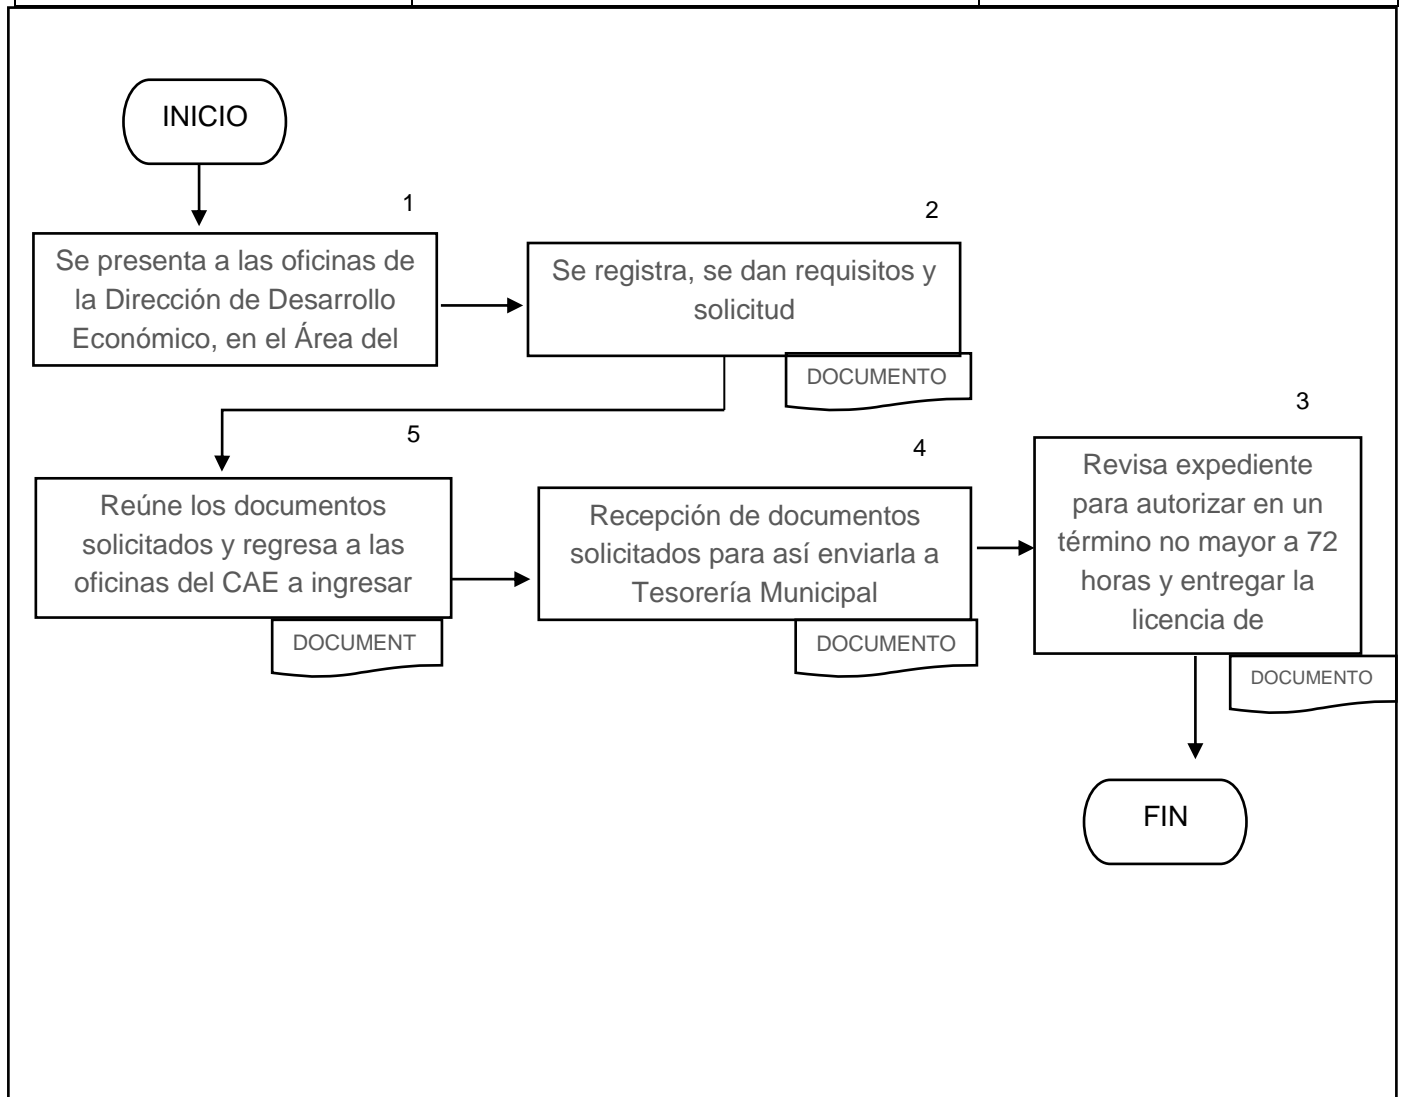 INICIO
1
Se presenta a las oficinas de
la Dirección de Desarrollo
Económico, en el Área del
2
Se registra, se dan requisitos y
solicitud
DOCUMENTO
5
Reúne los documentos
solicitados y regresa a las
oficinas del CAE a ingresar
DOCUMENT
4
Recepción de documentos
solicitados para así enviarla a
Tesorería Municipal
DOCUMENTO
3
Revisa expediente
para autorizar en un
término no mayor a 72
horas y entregar la
licencia de
DOCUMENTO
FIN